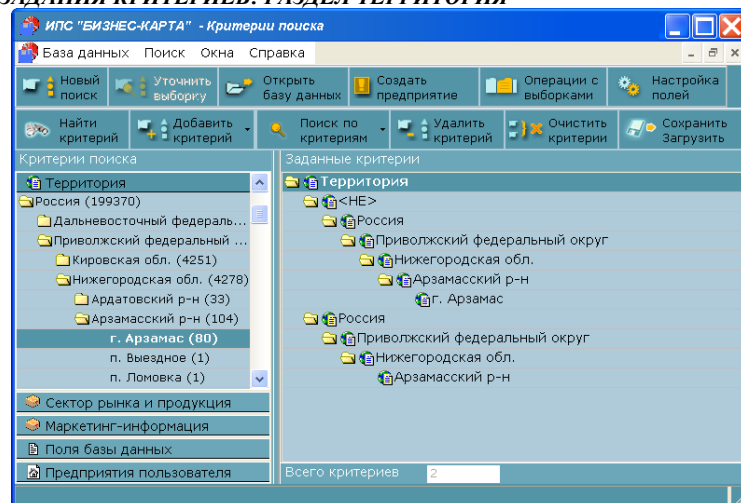 ЗАДАНИЯ КРИТЕРИЕВ: РАЗДЕЛ ТЕРРИТОРИЯ
ИПС "БИЗНЕС-КАРТА" - Критерии поиска
База данных Поиск Окна Справка
Новый поиск Уточнить выборку Открыть базу данных Создать предприятие Операции с выборками Настройка полей
Найти критерий Добавить критерий Поиск по критериям Удалить критерий Очистить критерии Сохранить Загрузить
Критерии поиска
Территория
Россия (199370)
Дальневосточный федераль...
Приволжский федеральный ...
Кировская обл. (4251)
Нижегородская обл. (4278)
Ардатовский р-н (33)
Арзамасский р-н (104)
г. Арзамас (80)
п. Выездное (1)
п. Ломовка (1)
Сектор рынка и продукция
Маркетинг-информация
Поля базы данных
Предприятия пользователя
Заданные критерии
Территория
<НЕ>
Россия
Приволжский федеральный округ
Нижегородская обл.
Арзамасский р-н
г. Арзамас
Россия
Приволжский федеральный округ
Нижегородская обл.
Арзамасский р-н
Всего критериев 2